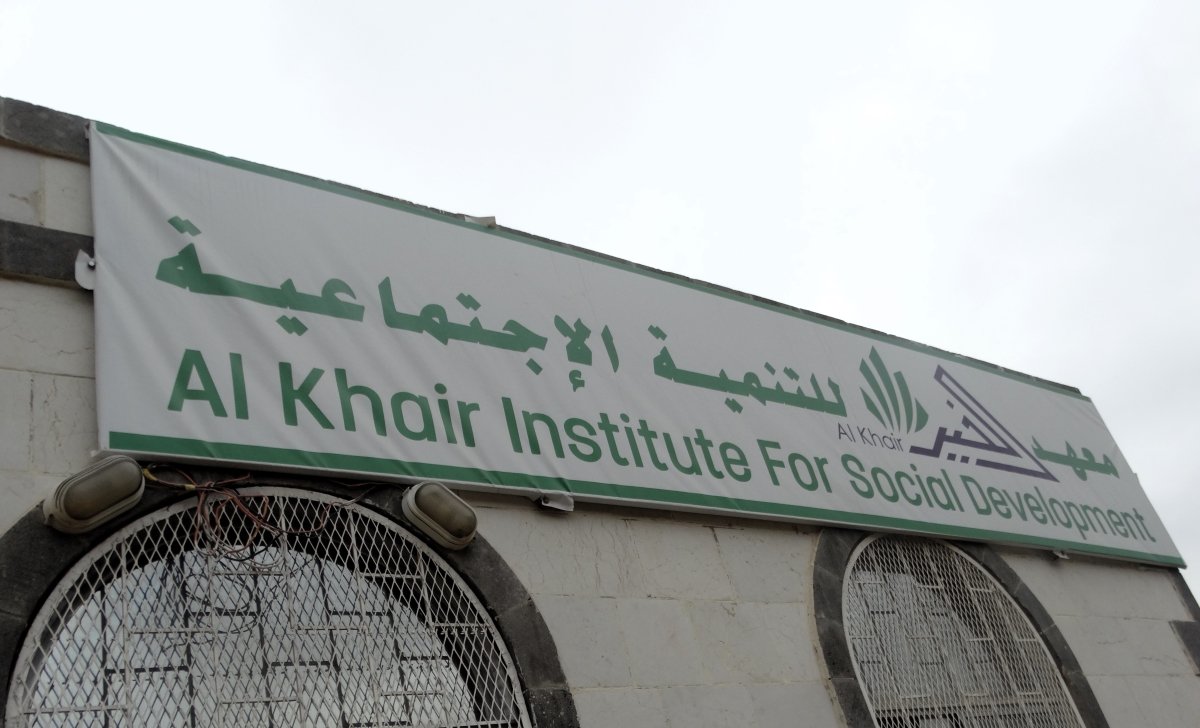 معهد الخير للتنمية الإجتماعية
Al Khair
Al Khair Institute For Social Development